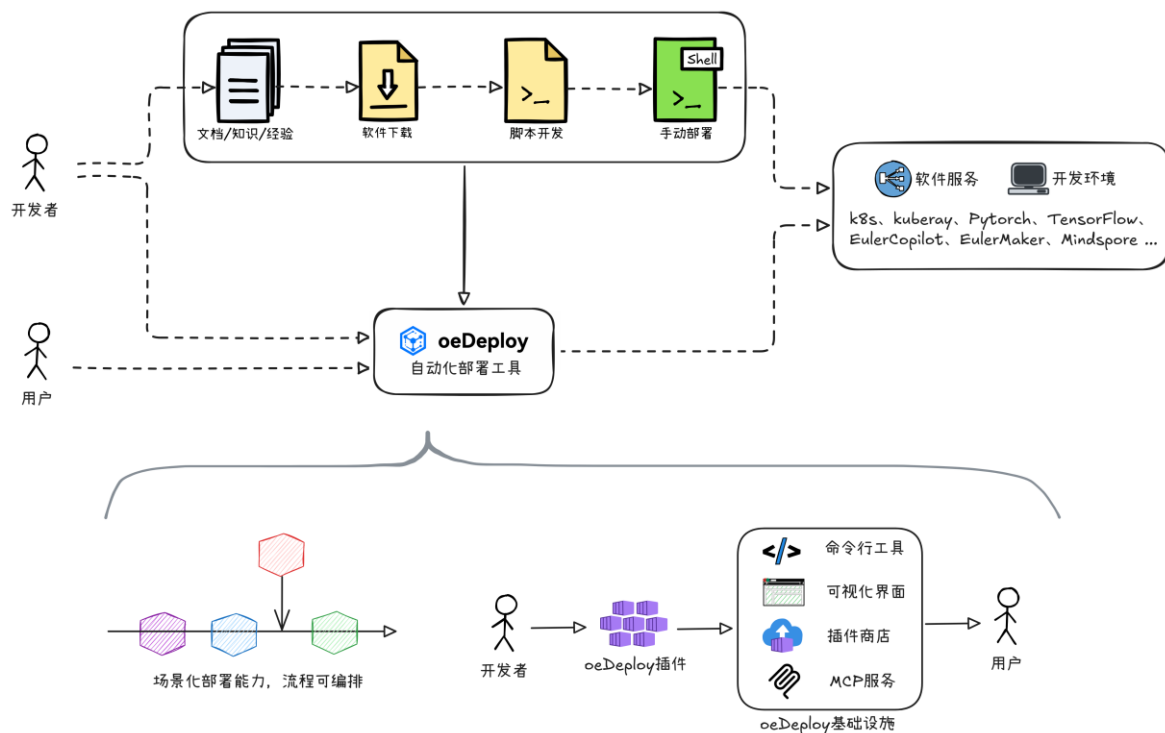 Shell
文档/知识/经验
软件下载
脚本开发
手动部署
开发者
软件服务
开发环境
k8s、kuberay、Pytorch、TensorFlow、
EulerCopilot、EulerMaker、Mindspore ...
oeDeploy
自动化部署工具
用户
命令行工具
可视化界面
插件商店
MCP服务
开发者
oeDeploy插件
用户
场景化部署能力，流程可编排
oeDeploy基础设施